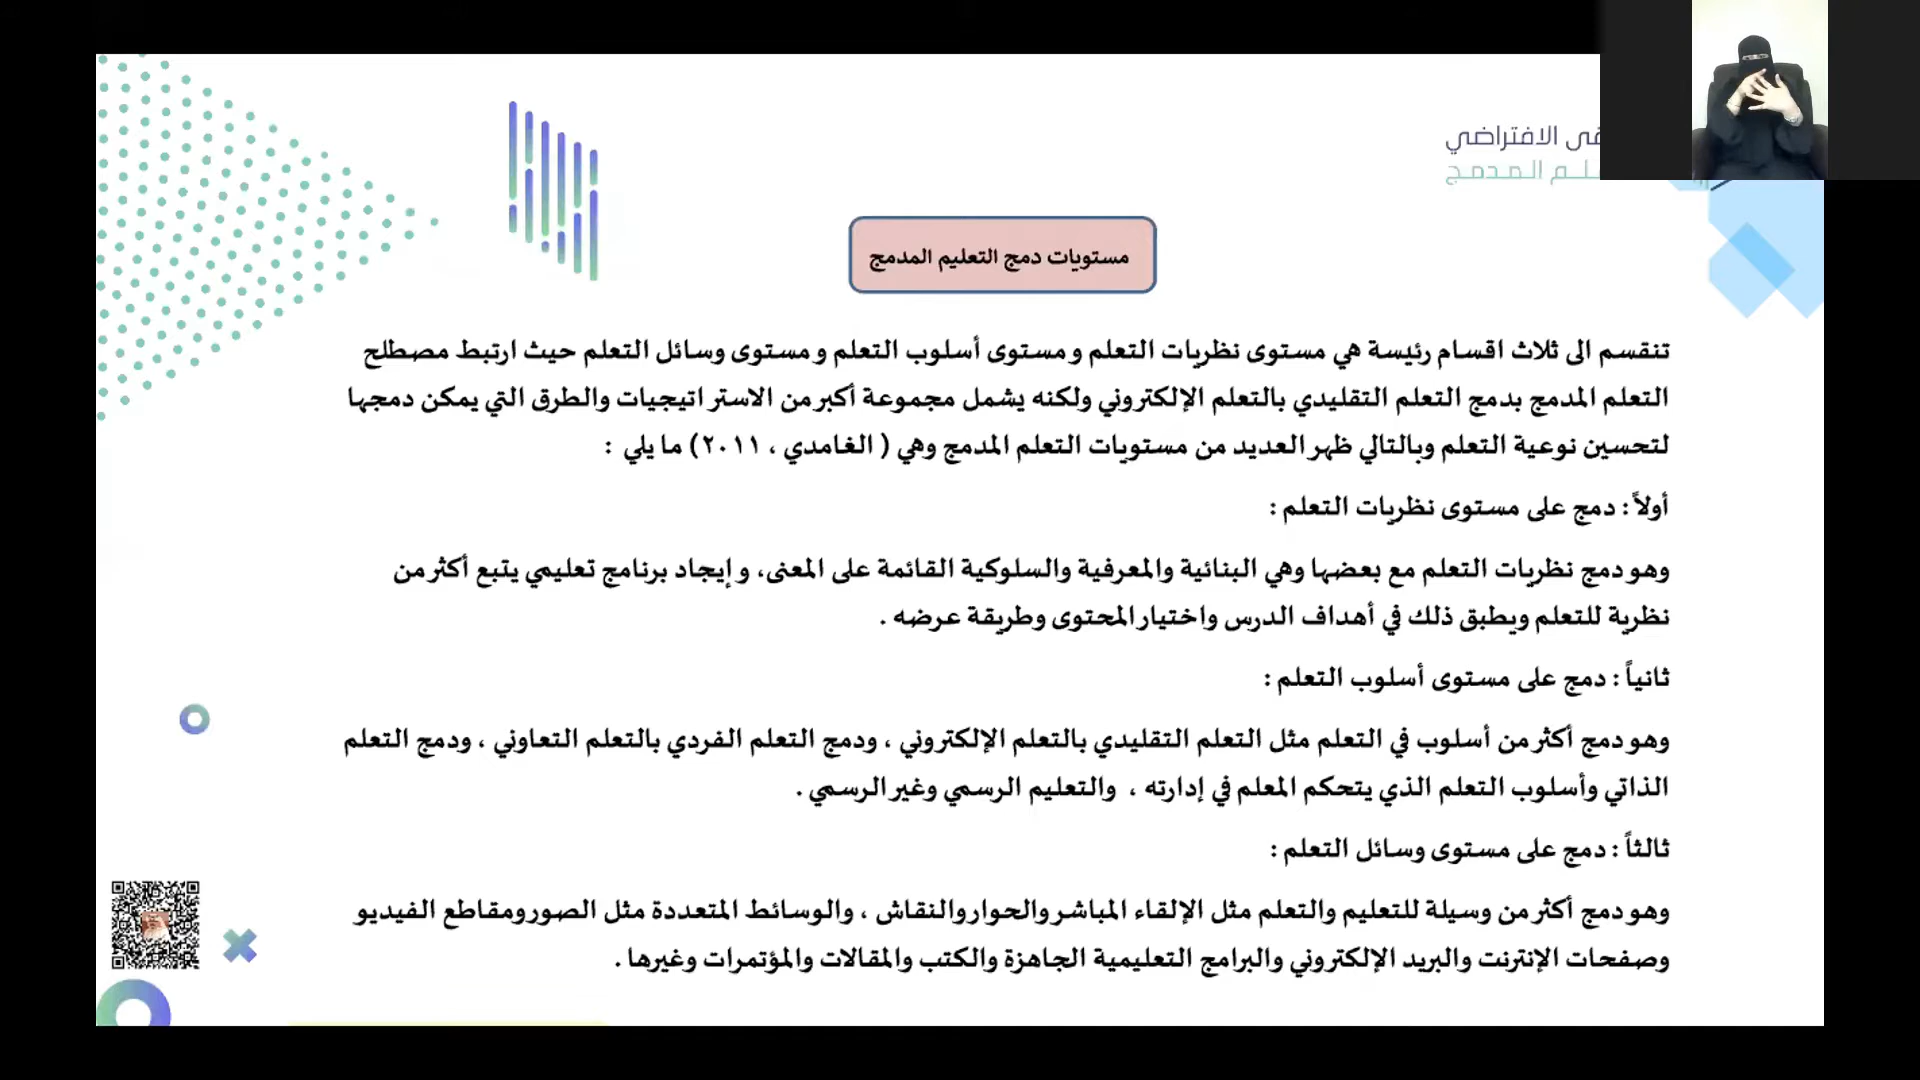 الافتراضي
المدمج
مستويات دمج التعليم المدمج
تنقسم الى ثلاث اقسام رئيسة هي مستوى نظريات التعلم ومستوى أسلوب التعلم ومستوى وسائل التعلم حيث ارتبط مصطلح
التعلم المدمج بدمج التعلم التقليدي بالتعلم الإلكتروني ولكنه يشمل مجموعة أكبر من الاستراتيجيات والطرق التي يمكن دمجها
لتحسين نوعية التعلم وبالتالي ظهر العديد من مستويات التعلم المدمج وهي ( الغامدي ، ٢٠١١) ما يلي :
أولاً : دمج على مستوى نظريات التعلم :
وهو دمج نظريات التعلم مع بعضها وهي البنائية والمعرفية والسلوكية القائمة على المعنى، وإيجاد برنامج تعليمي يتبع أكثر من
نظرية للتعلم ويطبق ذلك في أهداف الدرس واختيار المحتوى وطريقة عرضه .
ثانياً : دمج على مستوى أسلوب التعلم :
وهو دمج أكثر من أسلوب في التعلم مثل التعلم التقليدي بالتعلم الإلكتروني ، ودمج التعلم الفردي بالتعلم التعاوني ، ودمج التعلم
الذاتي وأسلوب التعلم الذي يتحكم المعلم في إدارته ، والتعليم الرسمي وغير الرسمي .
ثالثاً : دمج على مستوى وسائل التعلم :
وهو دمج أكثر من وسيلة للتعليم والتعلم مثل الإلقاء المباشر والحوار والنقاش ، والوسائط المتعددة مثل الصور ومقاطع الفيديو
وصفحات الإنترنت والبريد الإلكتروني والبرامج التعليمية الجاهزة والكتب والمقالات والمؤتمرات وغيرها .